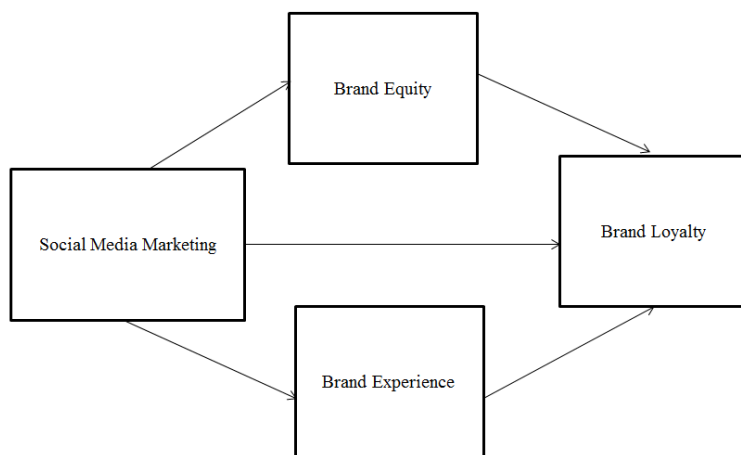 Brand Equity
Social Media Marketing
Brand Loyalty
Brand Experience